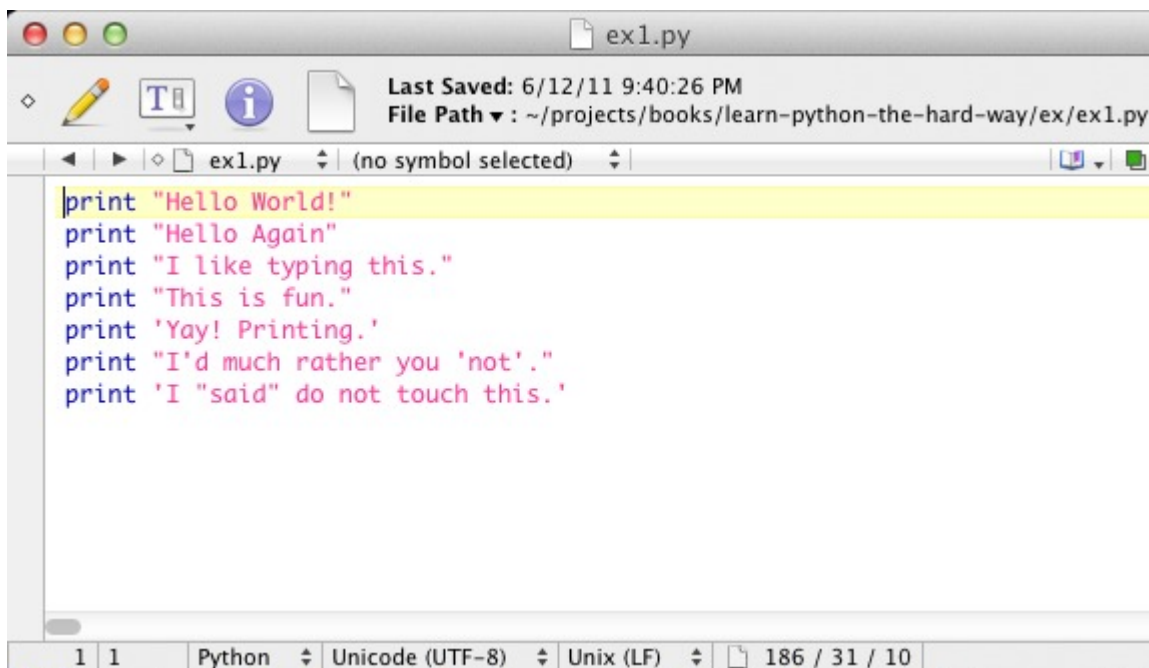 ex1.py
Last Saved: 6/12/11 9:40:26 PM
File Path ▾ : ~/projects/books/learn-python-the-hard-way/ex/ex1.py
ex1.py (no symbol selected)
print "Hello World!"
print "Hello Again"
print "I like typing this."
print "This is fun."
print 'Yay! Printing.'
print "I'd much rather you 'not'."
print 'I "said" do not touch this.'
1 1 Python Unicode (UTF-8) Unix (LF) 186 / 31 / 10